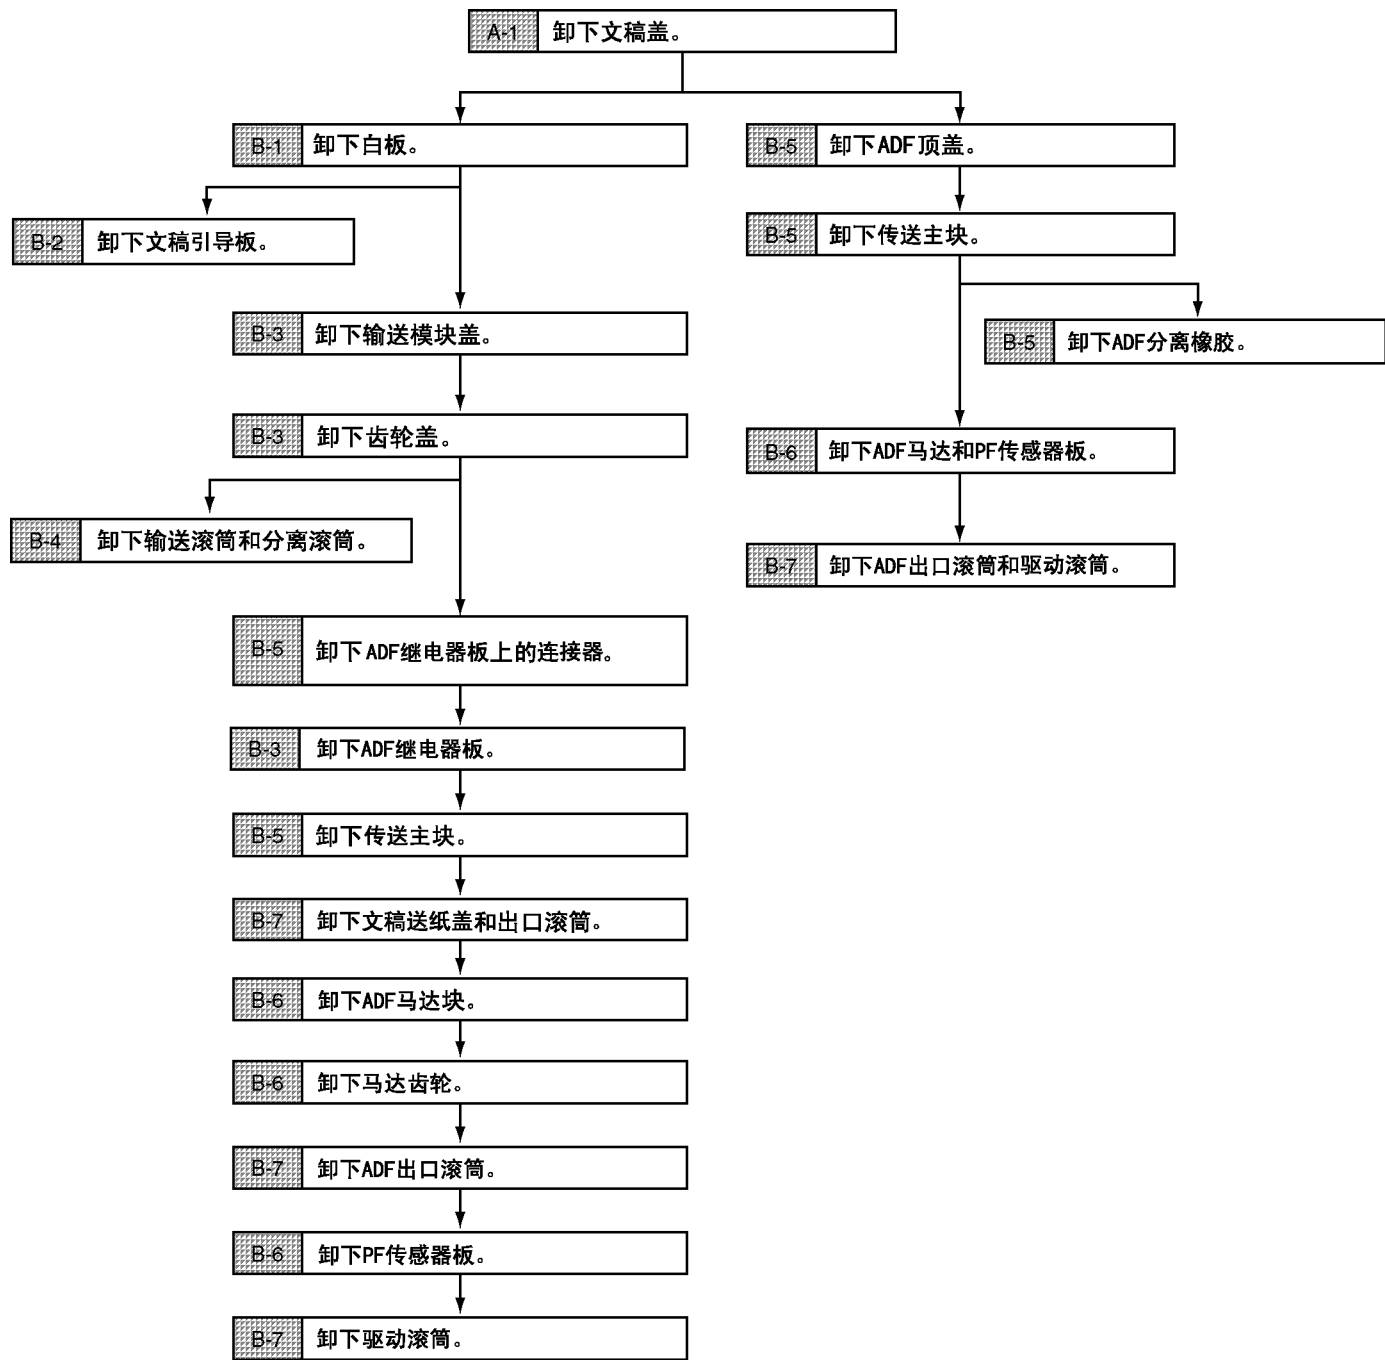 A-1 卸下文稿盖。
B-1 卸下白板。
B-5 卸下ADF顶盖。
B-2 卸下文稿引导板。
B-5 卸下传送主块。
B-3 卸下输送模块盖。
B-5 卸下ADF分离橡胶。
B-3 卸下齿轮盖。
B-6 卸下ADF马达和PF传感器板。
B-4 卸下输送滚筒和分离滚筒。
B-7 卸下ADF出口滚筒和驱动滚筒。
B-5 卸下ADF继电器板上的连接器。
B-3 卸下ADF继电器板。
B-5 卸下传送主块。
B-7 卸下文稿送纸盖和出口滚筒。
B-6 卸下ADF马达块。
B-6 卸下马达齿轮。
B-7 卸下ADF出口滚筒。
B-6 卸下PF传感器板。
B-7 卸下驱动滚筒。